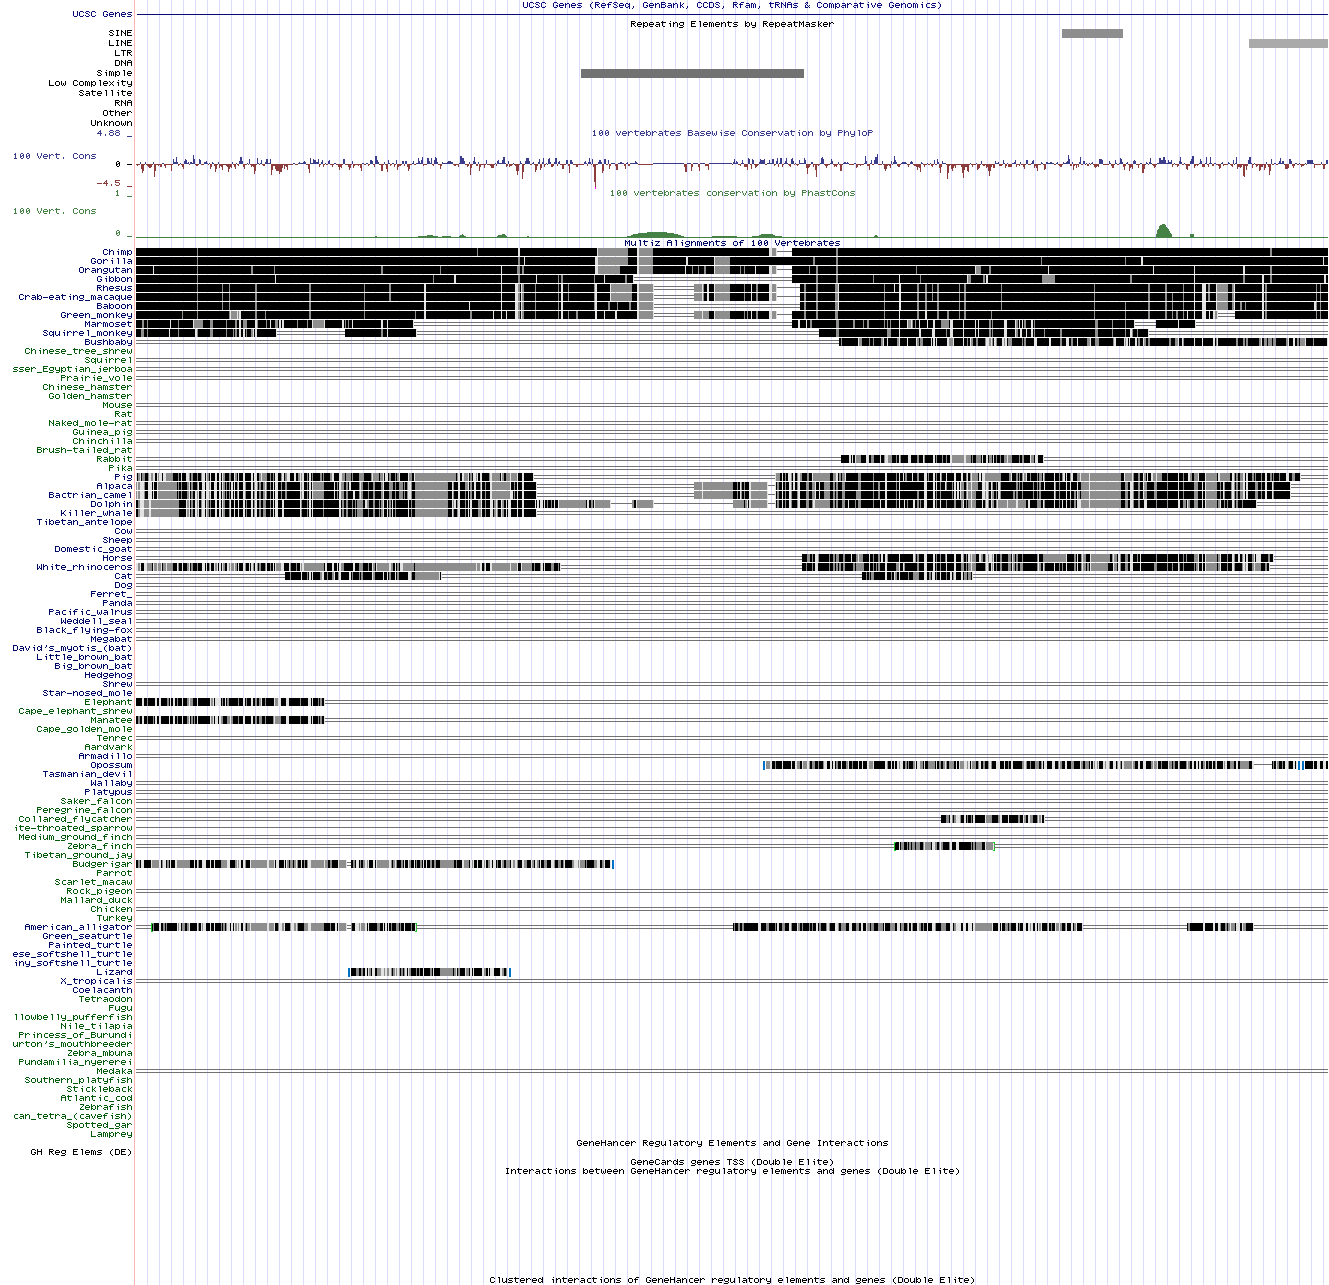 UCSC Genes (RefSeq, GenBank, CCDS, Rfam, tRNAs & Comparative Genomics)
UCSC Genes
Repeating Elements by RepeatMasker
SINE
LINE
LTR
DNA
Simple
Low Complexity
Satellite
RNA
Other
Unknown
4.88 _
100 vertebrates Basewise Conservation by PhyloP
100 Vert. Cons
0 _
-4.5 _
1 _
100 vertebrates conservation by PhastCons
100 Vert. Cons
0 _
Multiz Alignments of 100 Vertebrates
Chimp
Gorilla
Orangutan
Gibbon
Rhesus
Crab-eating_macaque
Baboon
Green_monkey
Marmoset
Squirrel_monkey
Bushbaby
Chinese_tree_shrew
Squirrel
sser_Egyptian_jerboa
Prairie_vole
Chinese_hamster
Golden_hamster
Mouse
Rat
Naked_mole-rat
Guinea_pig
Chinchilla
Brush-tailed_rat
Rabbit
Pika
Pig
Alpaca
Bactrian_camel
Dolphin
Killer_whale
Tibetan_antelope
Cow
Sheep
Domestic_goat
Horse
White_rhinoceros
Cat
Dog
Ferret_
Panda
Pacific_walrus
Weddell_seal
Black_flying-fox
Megabat
David's_myotis_(bat)
Little_brown_bat
Big_brown_bat
Hedgehog
Shrew
Star-nosed_mole
Elephant
Cape_elephant_shrew
Manatee
Cape_golden_mole
Tenrec
Aardvark
Armadillo
Opossum
Tasmanian_devil
Wallaby
Platypus
Saker_falcon
Peregrine_falcon
Collared_flycatcher
ite-throated_sparrow
Medium_ground_finch
Zebra_finch
Tibetan_ground_jay
Budgerigar
Parrot
Scarlet_macaw
Rock_pigeon
Mallard_duck
Chicken
Turkey
American_alligator
Green_seaturtle
Painted_turtle
ese_softshell_turtle
iny_softshell_turtle
Lizard
X_tropicalis
Coelacanth
Tetraodon
Fugu
llowbelly_pufferfish
Nile_tilapia
Princess_of_Burundi
urton's_mouthbreeder
Zebra_mbuna
Pundamilia_nyererei
Medaka
Southern_platyfish
Stickleback
Atlantic_cod
Zebrafish
can_tetra_(cavefish)
Spotted_gar
Lamprey
GeneHancer Regulatory Elements and Gene Interactions
GH Reg Elems (DE)
GeneCards genes TSS (Double Elite)
Interactions between GeneHancer regulatory elements and genes (Double Elite)
Clustered interactions of GeneHancer regulatory elements and genes (Double Elite)